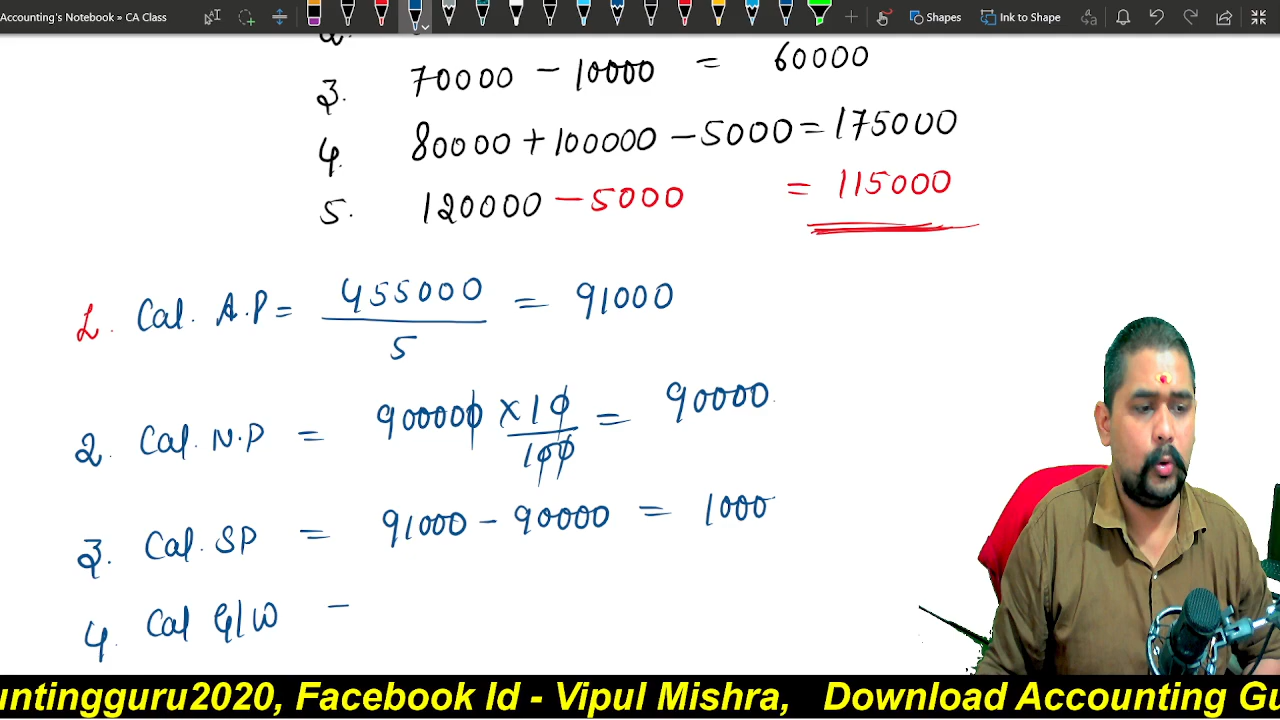 Accounting's Notebook » CA Class
Shapes
Ink to Shape
3. 70000 - 10000 = 60000
4. 80000 + 100000 - 5000 = 175000
5. 120000 - 5000 = 115000
1. Cal. A.P = 455000 / 5 = 91000
2. Cal. N.P = 900000 x 10 / 100 = 90000
3. Cal. SP = 91000 - 90000 = 1000
4. Cal G/W =
untingguru2020, Facebook Id - Vipul Mishra, Download Accounting Gu